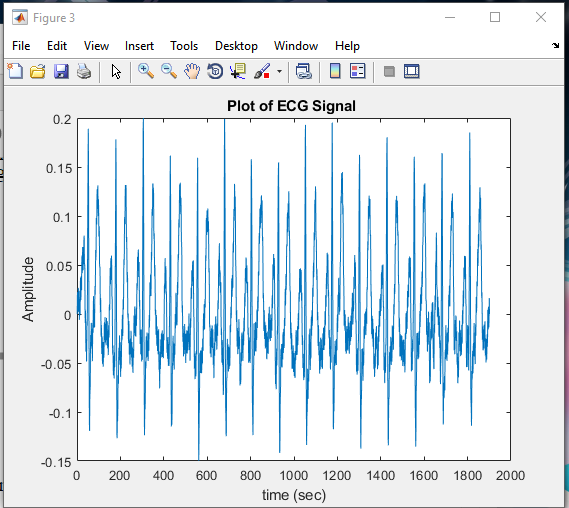 Figure 3
File Edit View Insert Tools Desktop Window Help
Plot of ECG Signal
0.2
0.15
0.1
0.05
0
-0.05
-0.1
-0.15
Amplitude
0 200 400 600 800 1000 1200 1400 1600 1800 2000
time (sec)